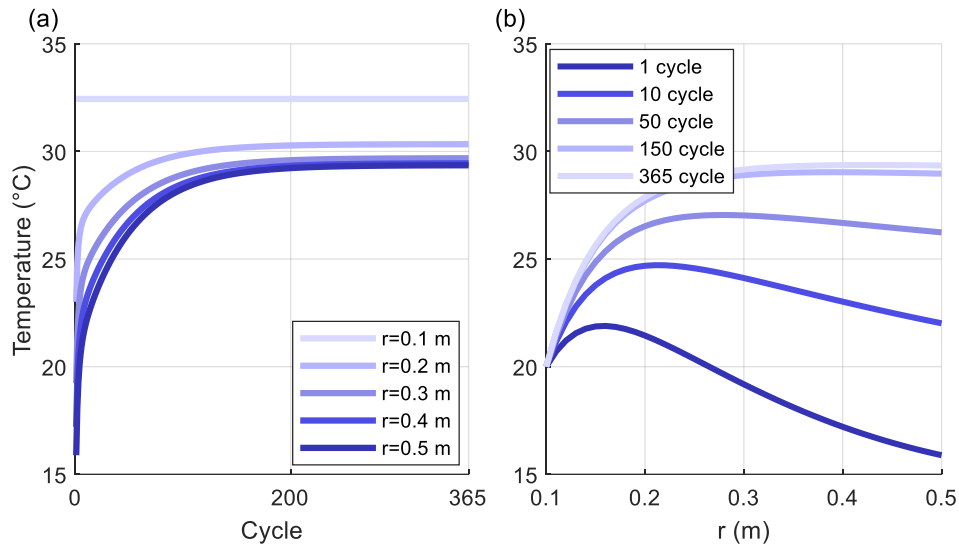 (a)
35
30
25
20
15
Temperature (°C)
0
200
365
Cycle
r=0.1 m
r=0.2 m
r=0.3 m
r=0.4 m
r=0.5 m
(b)
35
30
25
20
15
0.1
0.2
0.3
0.4
0.5
r (m)
1 cycle
10 cycle
50 cycle
150 cycle
365 cycle